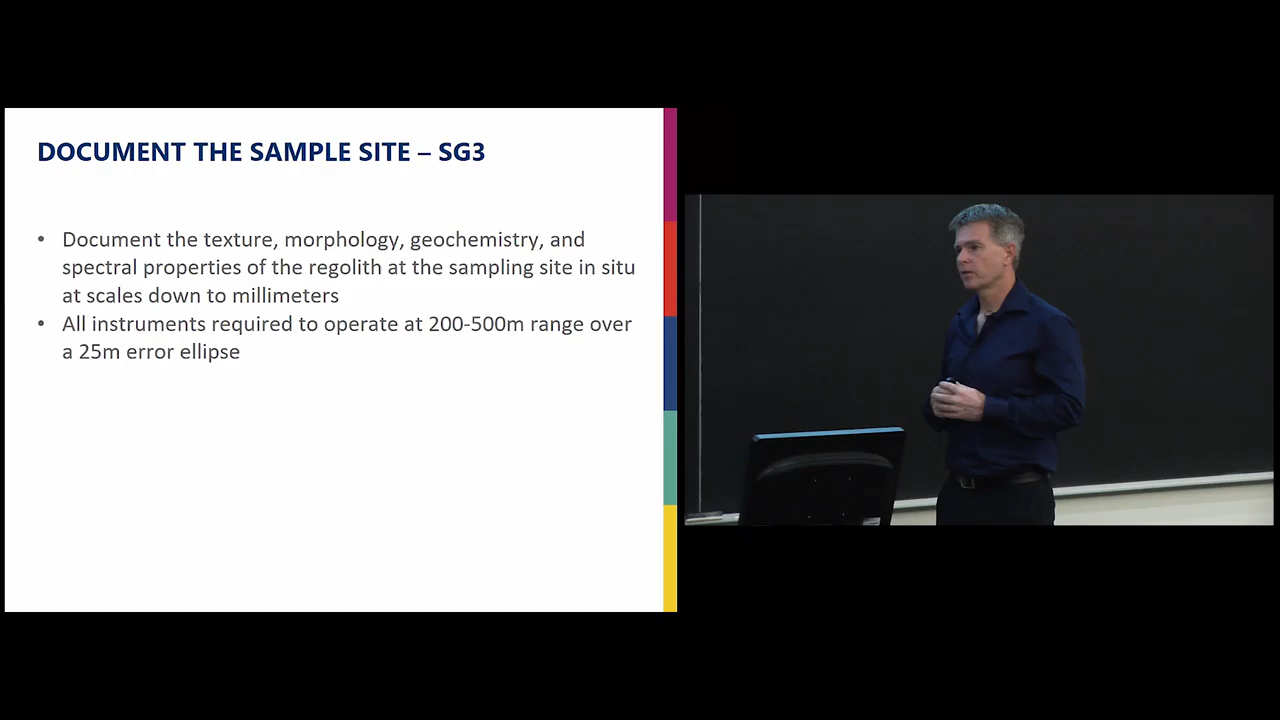 DOCUMENT THE SAMPLE SITE – SG3
• Document the texture, morphology, geochemistry, and
spectral properties of the regolith at the sampling site in situ
at scales down to millimeters
• All instruments required to operate at 200-500m range over
a 25m error ellipse